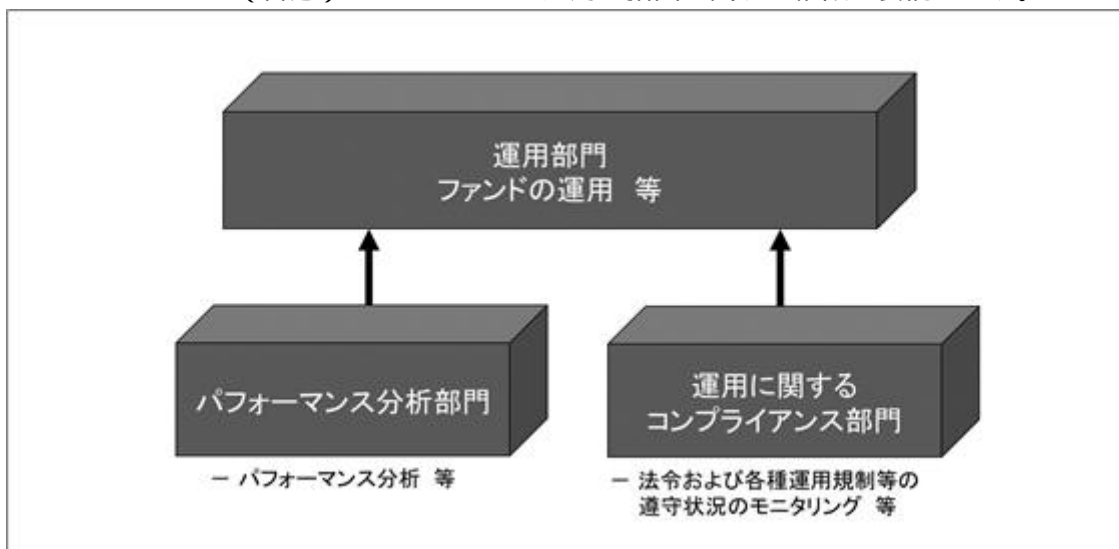 運用部門
ファンドの運用 等
パフォーマンス分析部門
運用に関する
コンプライアンス部門
－ パフォーマンス分析 等
－ 法令および各種運用規制等の
遵守状況のモニタリング 等